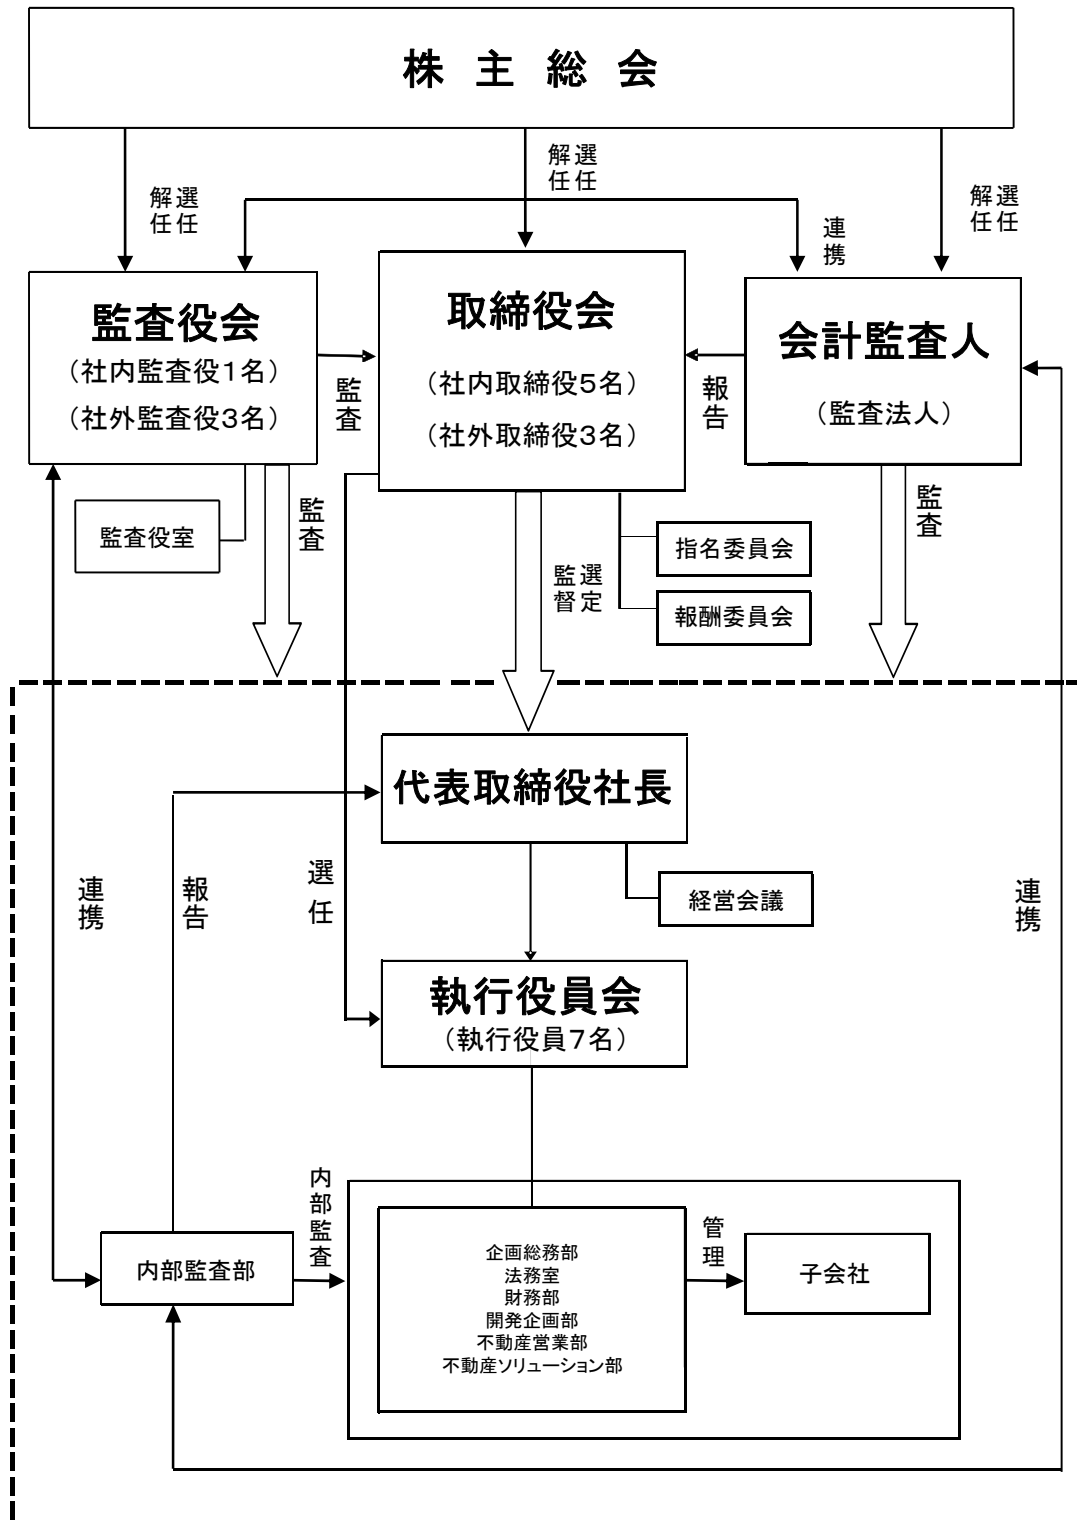 株主総会
選任
解任
選任
解任
選任
解任
連携
監査役会
（社内監査役1名）
（社外監査役3名）
監査
取締役会
（社内取締役5名）
（社外取締役3名）
報告
会計監査人
（監査法人）
監査役室
監査
選定
監督
指名委員会
報酬委員会
監査
代表取締役社長
経営会議
連携
報告
選任
連携
執行役員会
（執行役員7名）
内部監査部
内部監査
企画総務部
法務室
財務部
開発企画部
不動産営業部
不動産ソリューション部
管理
子会社